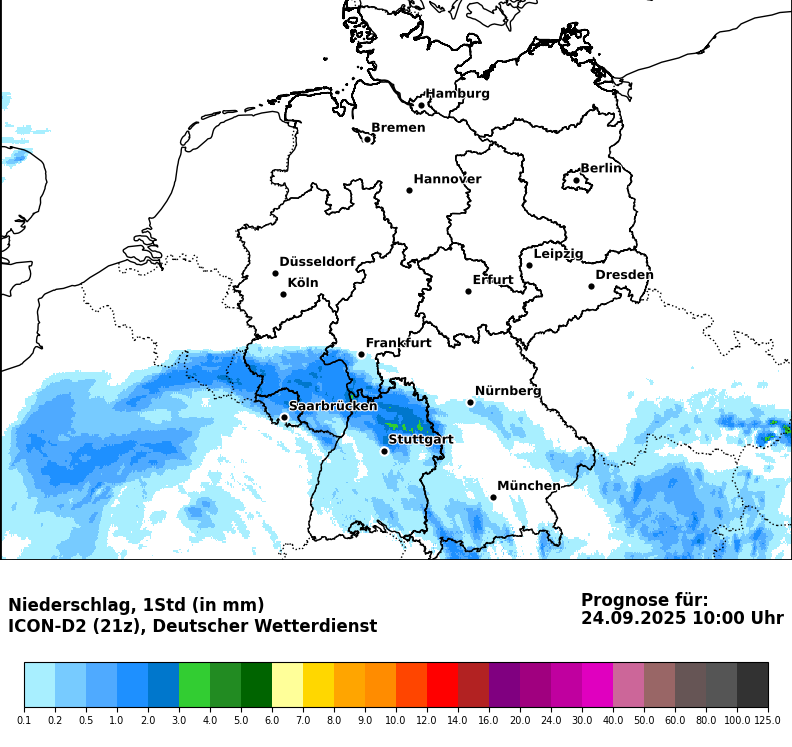 Hamburg
Bremen
Berlin
Hannover
Leipzig
Düsseldorf
Dresden
Köln
Erfurt
Frankfurt
Nürnberg
Saarbrücken
Stuttgart
München
Niederschlag, 1Std (in mm)
ICON-D2 (21z), Deutscher Wetterdienst
Prognose für:
24.09.2025 10:00 Uhr
0.1 0.2 0.5 1.0 2.0 3.0 4.0 5.0 6.0 7.0 8.0 9.0 10.0 12.0 14.0 16.0 20.0 24.0 30.0 40.0 50.0 60.0 80.0 100.0 125.0